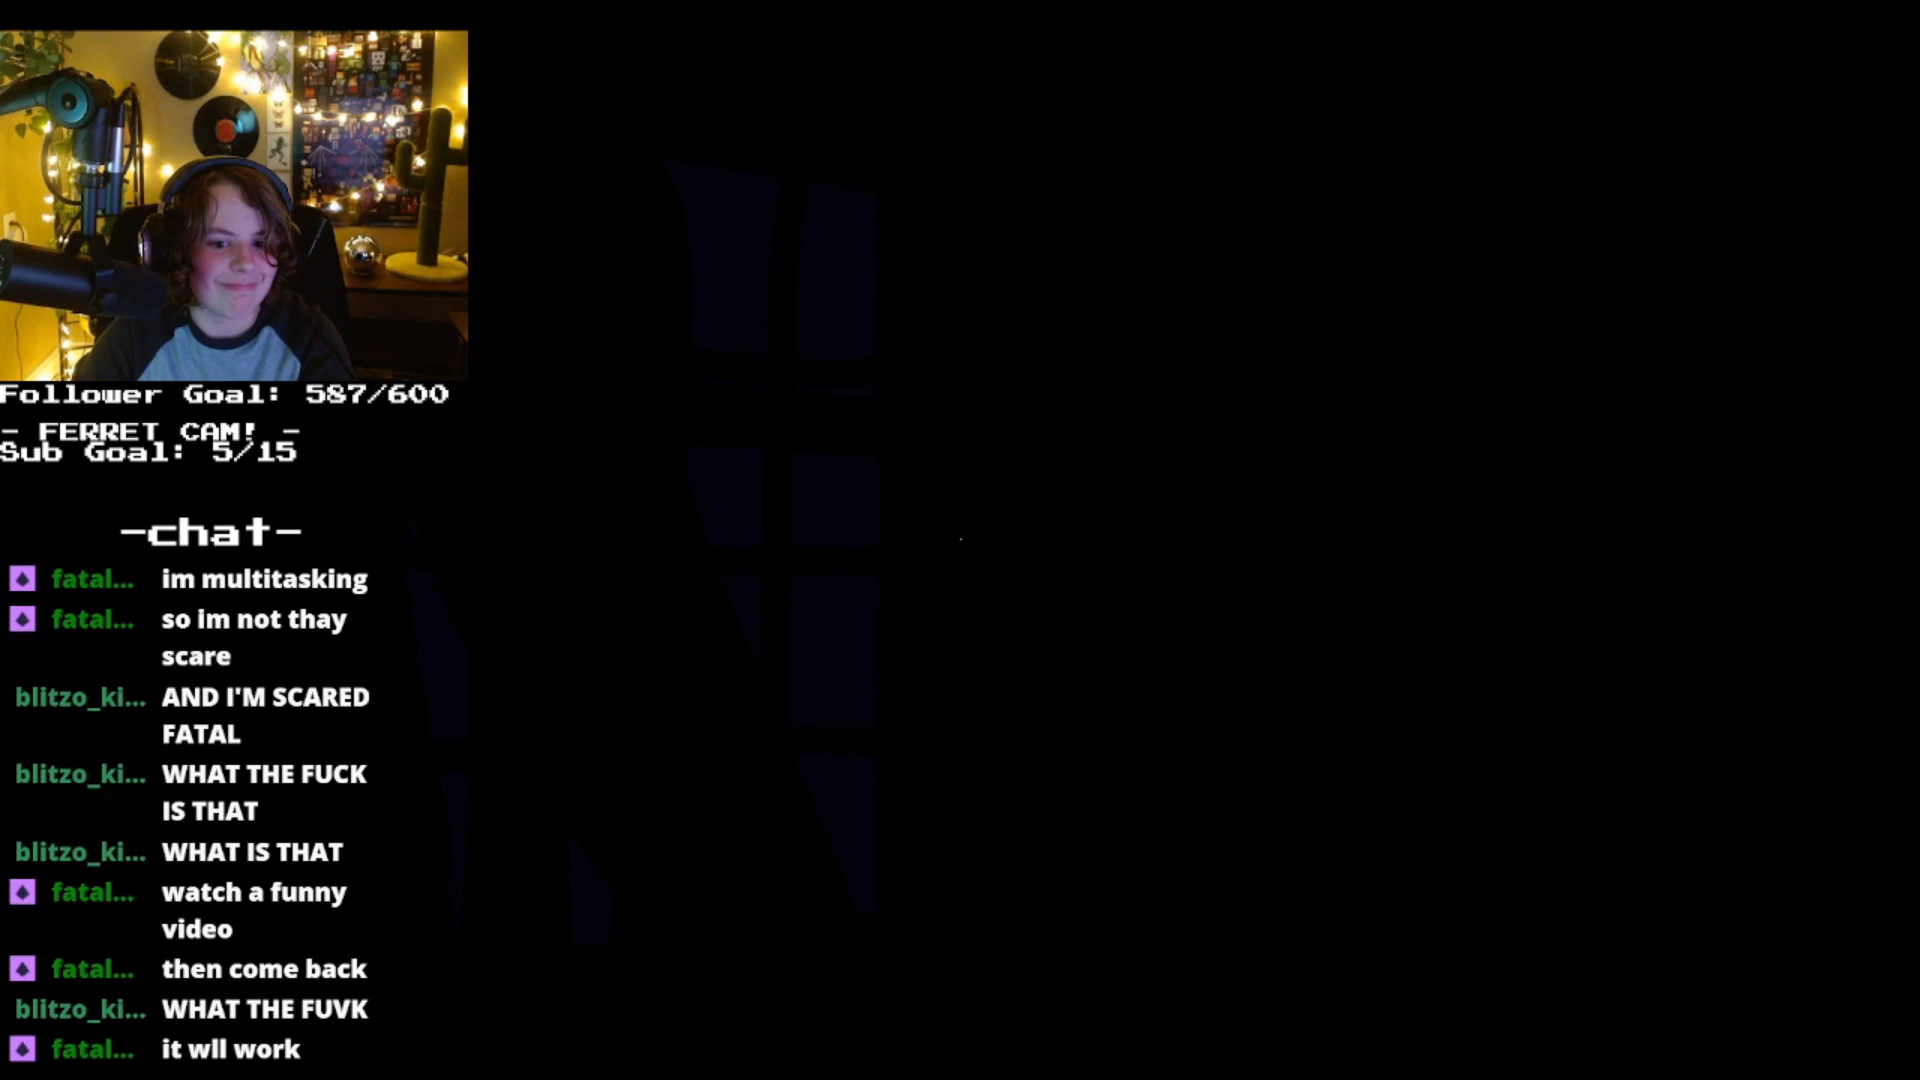 Follower Goal: 587/600
- FERRET CAM! -
Sub Goal: 5/15
-chat-
fatal... im multitasking
fatal... so im not thay
scare
blitzo_ki... AND I'M SCARED
FATAL
blitzo_ki... WHAT THE FUCK
IS THAT
blitzo_ki... WHAT IS THAT
fatal... watch a funny
video
fatal... then come back
blitzo_ki... WHAT THE FUVK
fatal... it wll work